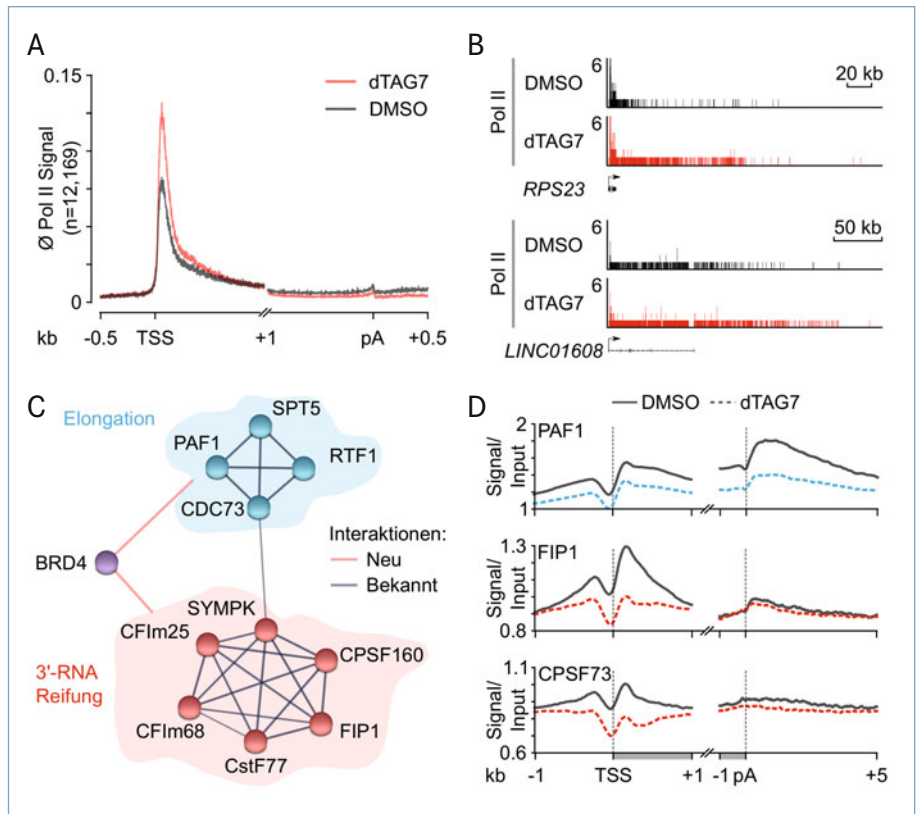 A
0.15
Ø Pol II Signal
(n=12,169)
0
dTAG7
DMSO
kb -0.5 TSS +1 pA +0.5
B
6
20 kb
Pol II
DMSO
6
dTAG7
RPS23
6
50 kb
Pol II
DMSO
6
dTAG7
LINC01608
C
Elongation
SPT5
PAF1
RTF1
CDC73
Interaktionen:
Neu
Bekannt
BRD4
SYMPK
CFIm25
CPSF160
3'-RNA
Reifung
CFIm68
FIP1
CstF77
D
DMSO dTAG7
2
PAF1
Signal/
Input
1
1.3
FIP1
Signal/
Input
0.8
1.1
CPSF73
Signal/
Input
0.6
kb -1 TSS +1 -1 pA +5